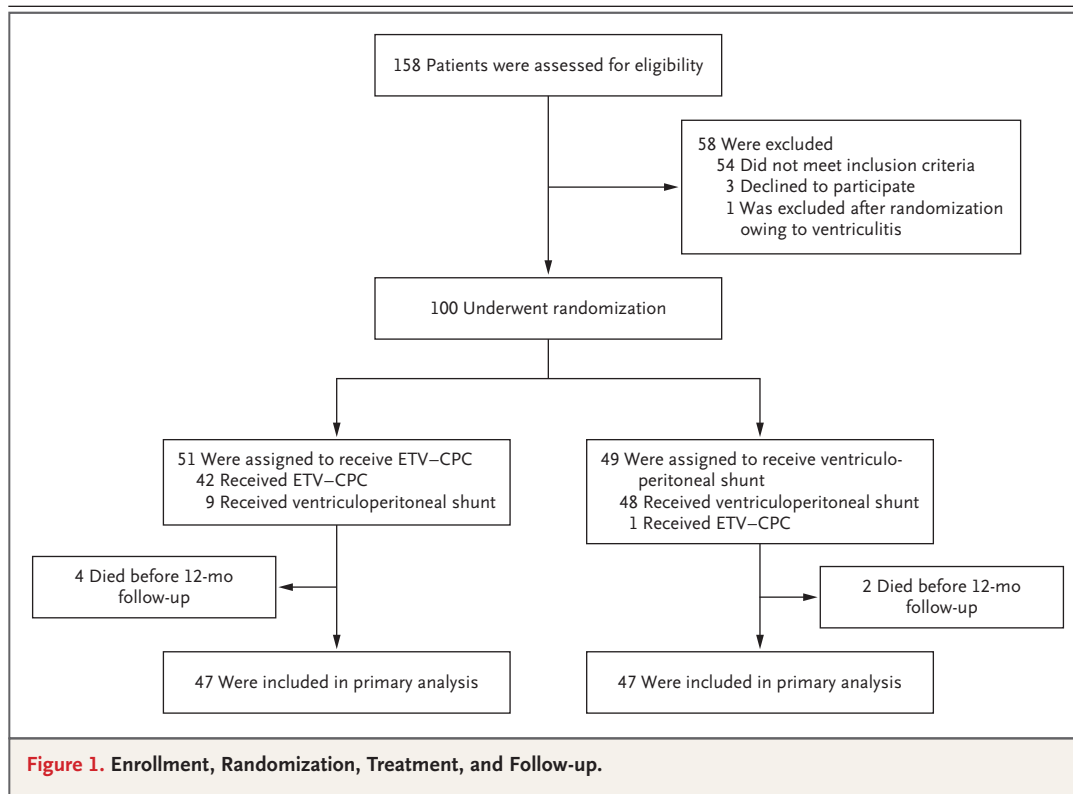 158 Patients were assessed for eligibility
58 Were excluded
54 Did not meet inclusion criteria
3 Declined to participate
1 Was excluded after randomization
owing to ventriculitis
100 Underwent randomization
51 Were assigned to receive ETV–CPC
42 Received ETV–CPC
9 Received ventriculoperitoneal shunt
49 Were assigned to receive ventriculo-
peritoneal shunt
48 Received ventriculoperitoneal shunt
1 Received ETV–CPC
4 Died before 12-mo
follow-up
2 Died before 12-mo
follow-up
47 Were included in primary analysis
47 Were included in primary analysis
Figure 1. Enrollment, Randomization, Treatment, and Follow-up.